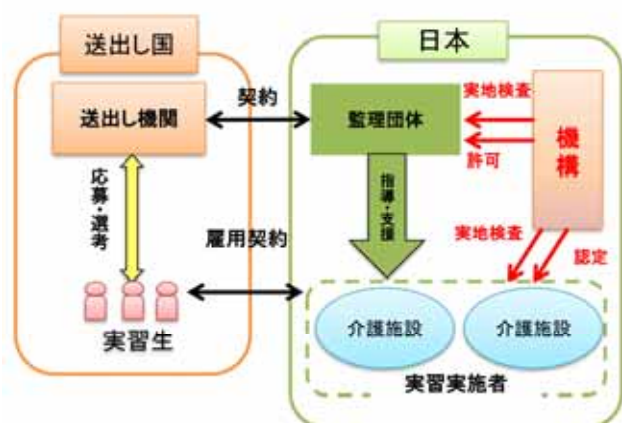 送出し国
日本
送出し機関
契約
監理団体
実地検査
許可
機構
応募・選考
指導・支援
雇用契約
実地検査
認定
実習生
介護施設
介護施設
実習実施者